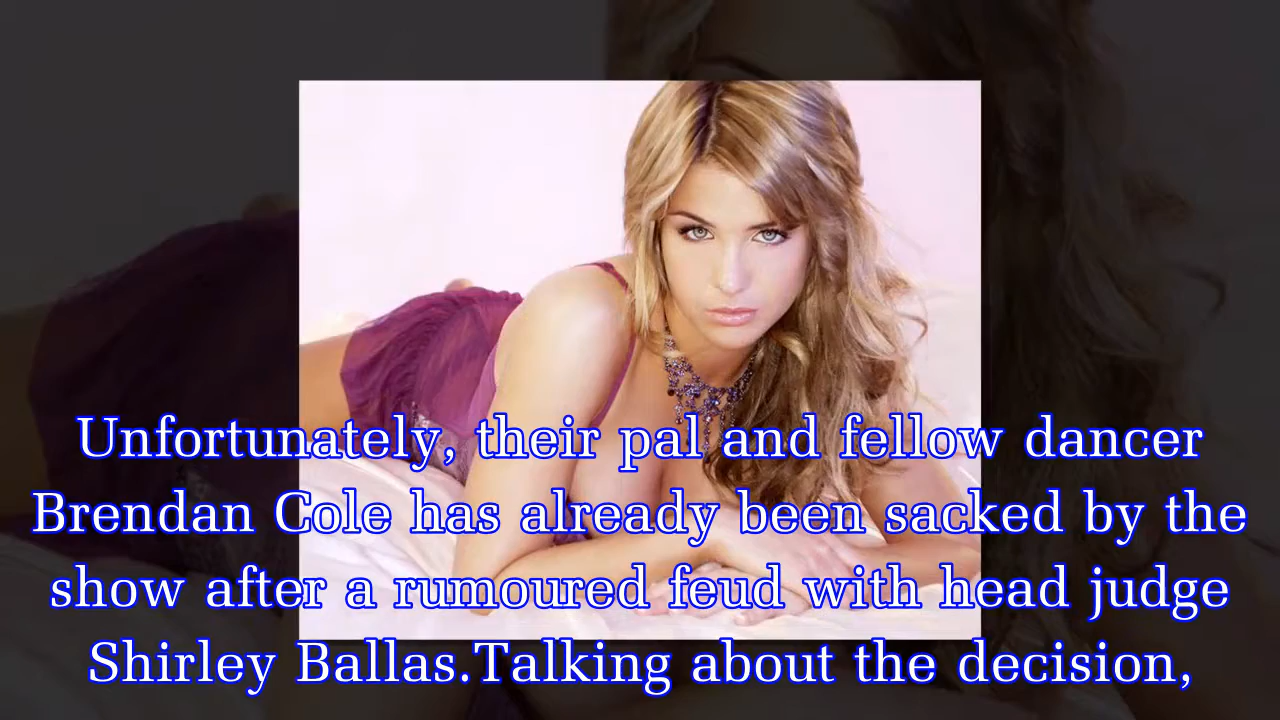 Unfortunately, their pal and fellow dancer
Brendan Cole has already been sacked by the
show after a rumoured feud with head judge
Shirley Ballas.Talking about the decision,